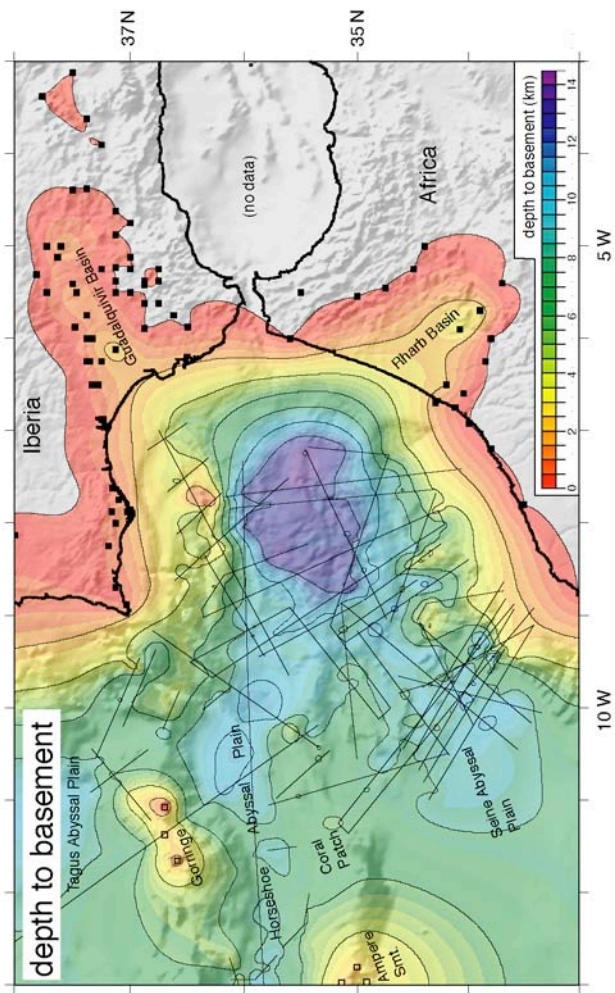 depth to basement
Tagus Abyssal Plain
Iberia
37 N
Guadalquivir Basin
Gorringe
Horseshoe
Abyssal
Plain
(no data)
Coral
Patch
Ampere
Smt.
35 N
Seine Abyssal
Plain
Rharb Basin
Africa
10 W
5 W
depth to basement (km)
0 2 4 6 8 10 12 14